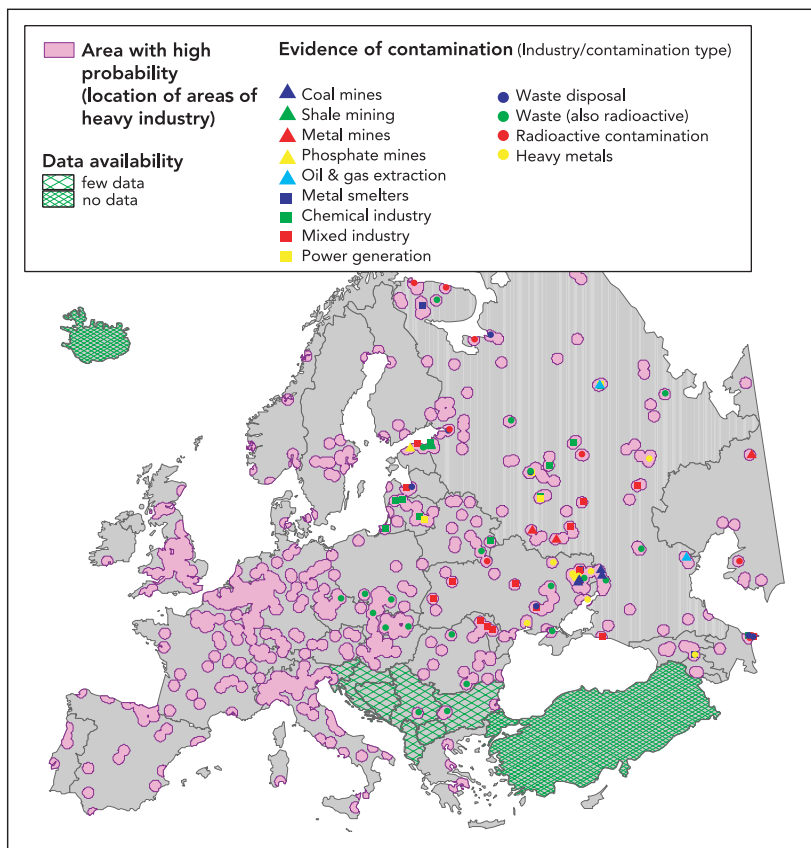 Area with high
probability
(location of areas of
heavy industry)
Data availability
few data
no data
Evidence of contamination (Industry/contamination type)
Coal mines
Shale mining
Metal mines
Phosphate mines
Oil & gas extraction
Metal smelters
Chemical industry
Mixed industry
Power generation
Waste disposal
Waste (also radioactive)
Radioactive contamination
Heavy metals